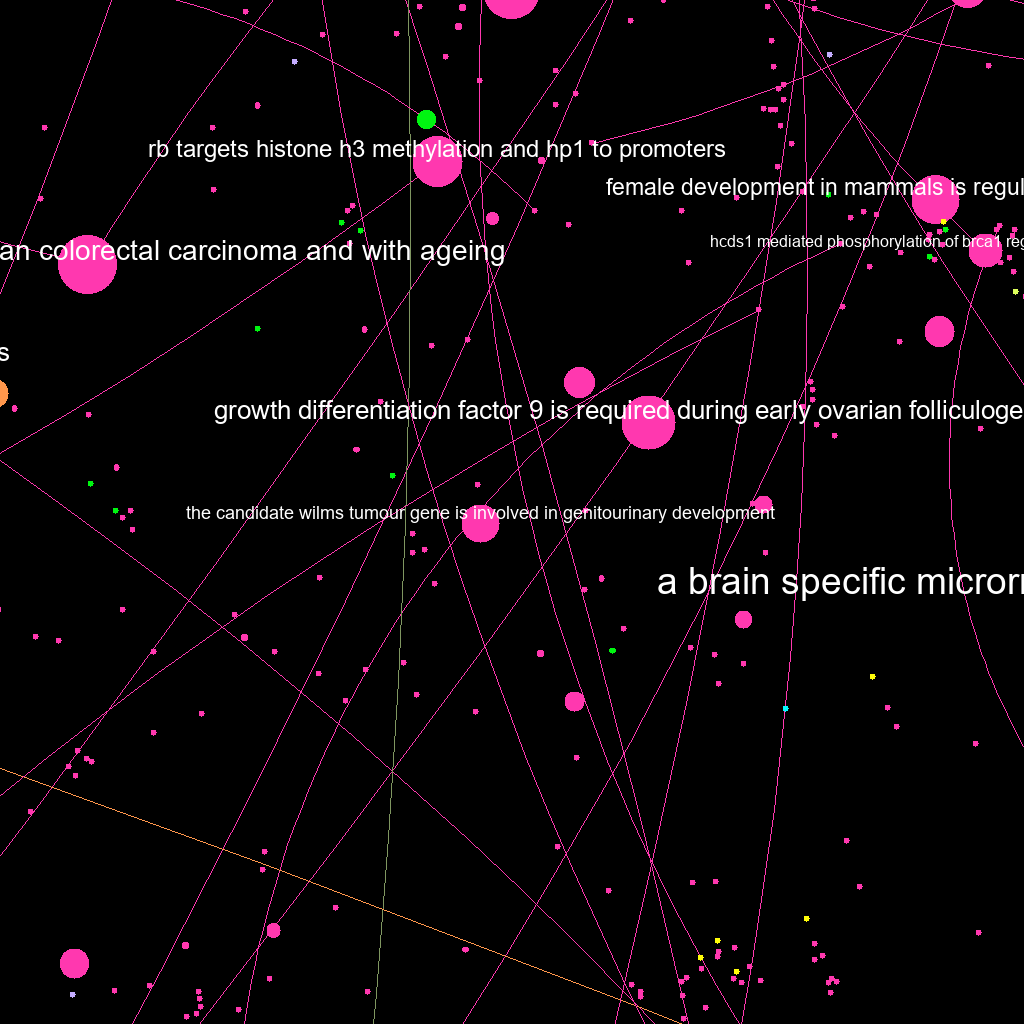 rb targets histone h3 methylation and hp1 to promoters
female development in mammals is regul
hcds1 mediated phosphorylation of brca1 reg
an colorectal carcinoma and with ageing
s
growth differentiation factor 9 is required during early ovarian folliculoge
the candidate wilms tumour gene is involved in genitourinary development
a brain specific micror